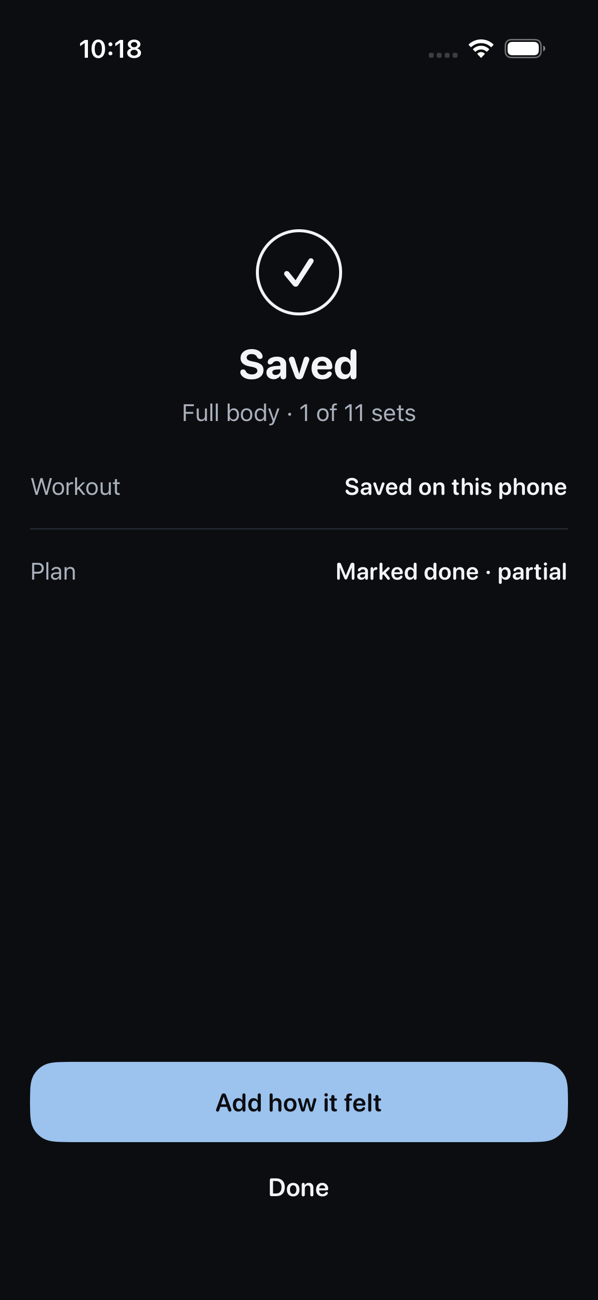 10:18
Saved
Full body · 1 of 11 sets
Workout Saved on this phone
Plan Marked done · partial
Add how it felt
Done